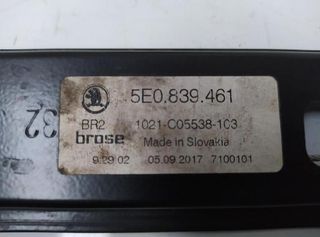 5E0.839.461
BR2 1021-C05538-103
brose Made in Slovakia
9:29:02 05.09.2017 7100101
32